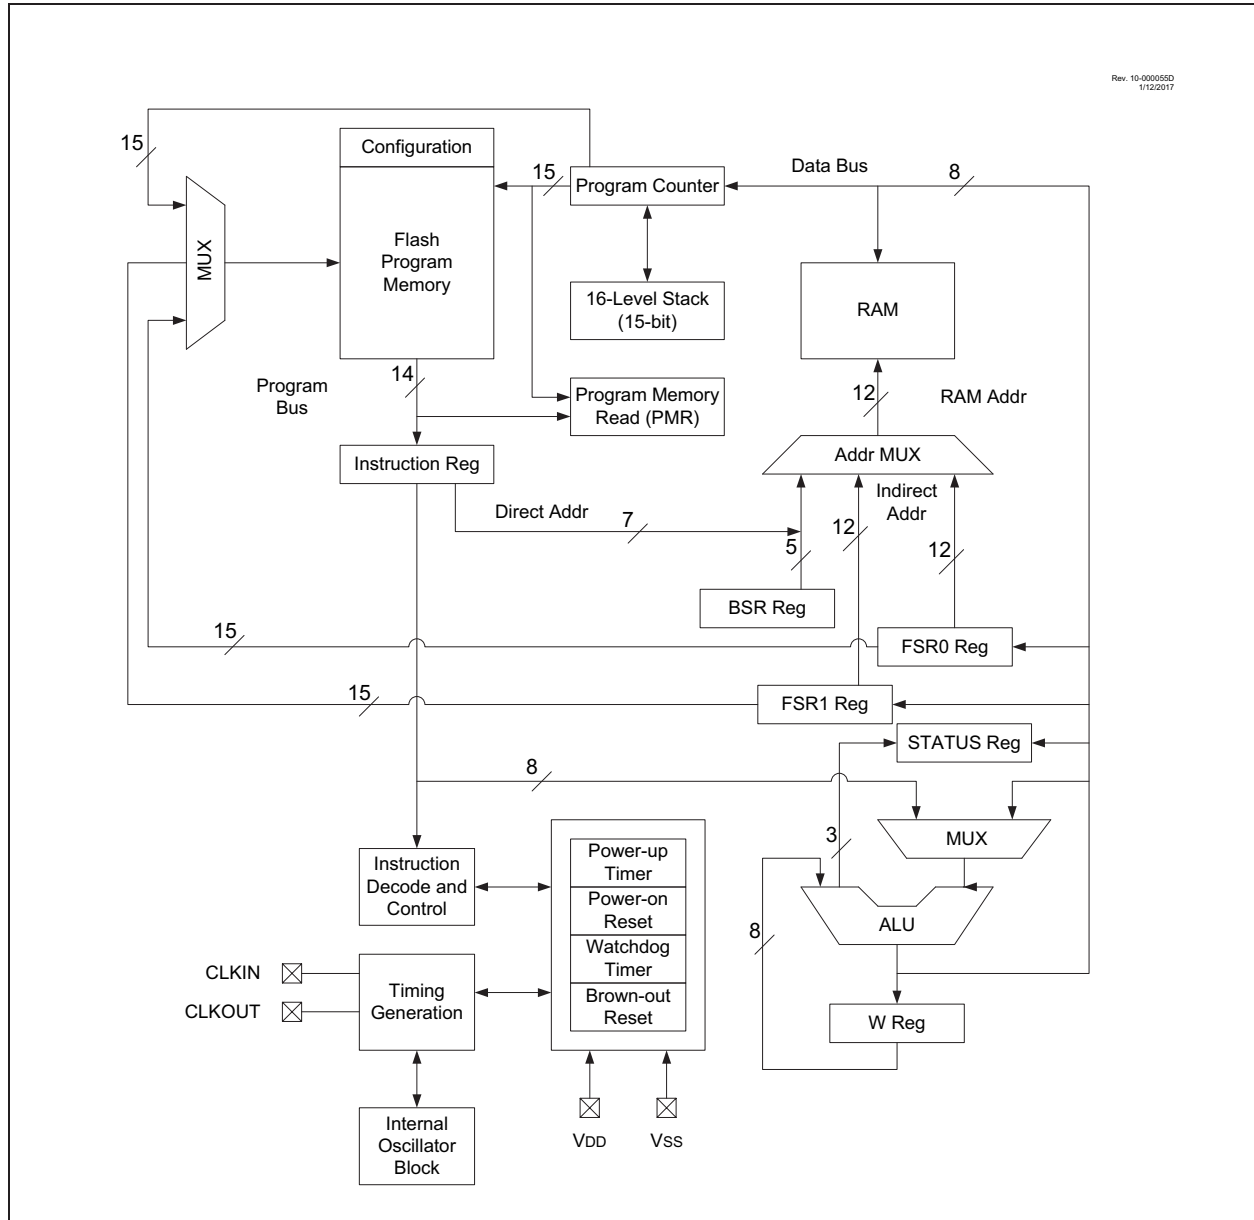 Rev. 10-000055D
1/12/2017
15
Configuration
15
Program Counter
Data Bus
8
MUX
Flash
Program
Memory
16-Level Stack
(15-bit)
RAM
14
Program
Bus
Program Memory
Read (PMR)
12
RAM Addr
Instruction Reg
Addr MUX
Direct Addr
7
Indirect
Addr
12
5
12
BSR Reg
15
FSR0 Reg
15
FSR1 Reg
STATUS Reg
8
3
MUX
Instruction
Decode and
Control
Power-up
Timer
Power-on
Reset
Watchdog
Timer
Brown-out
Reset
ALU
8
CLKIN
CLKOUT
Timing
Generation
W Reg
Internal
Oscillator
Block
VDD
VSS